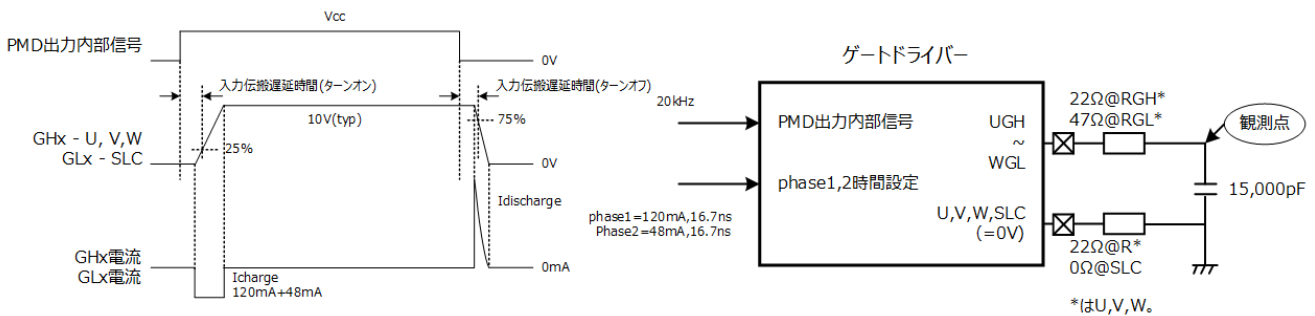 Vcc
PMD出力内部信号
0V
入力伝搬遅延時間(ターンオン)
入力伝搬遅延時間(ターンオフ)
10V(typ)
75%
GHx - U, V,W
GLx - SLC
25%
0V
Idischarge
GHx電流
GLx電流
0mA
Icharge
120mA+48mA
ゲートドライバー
20kHz
PMD出力内部信号
UGH
~
WGL
22Ω@RGH*
47Ω@RGL*
観測点
phase1,2時間設定
15,000pF
phase1=120mA,16.7ns
Phase2=48mA,16.7ns
U,V,W,SLC
(=0V)
22Ω@R*
0Ω@SLC
*はU,V,W。